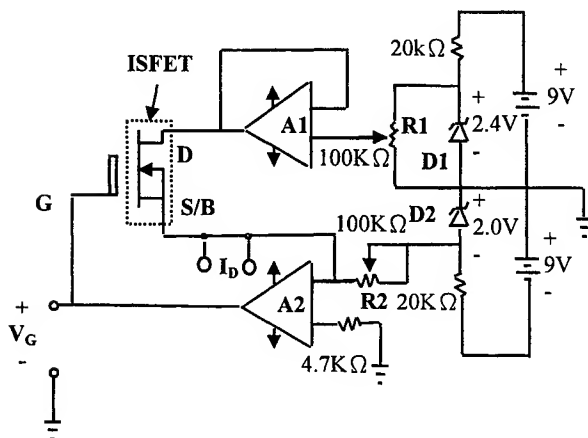 20kΩ
ISFET
+
9V
-
A1
R1
+
2.4V
-
D1
100KΩ
D
G
S/B
D2
+
2.0V
-
100KΩ
I_D
+
9V
-
A2
R2
20KΩ
+
V_G
-
4.7KΩ